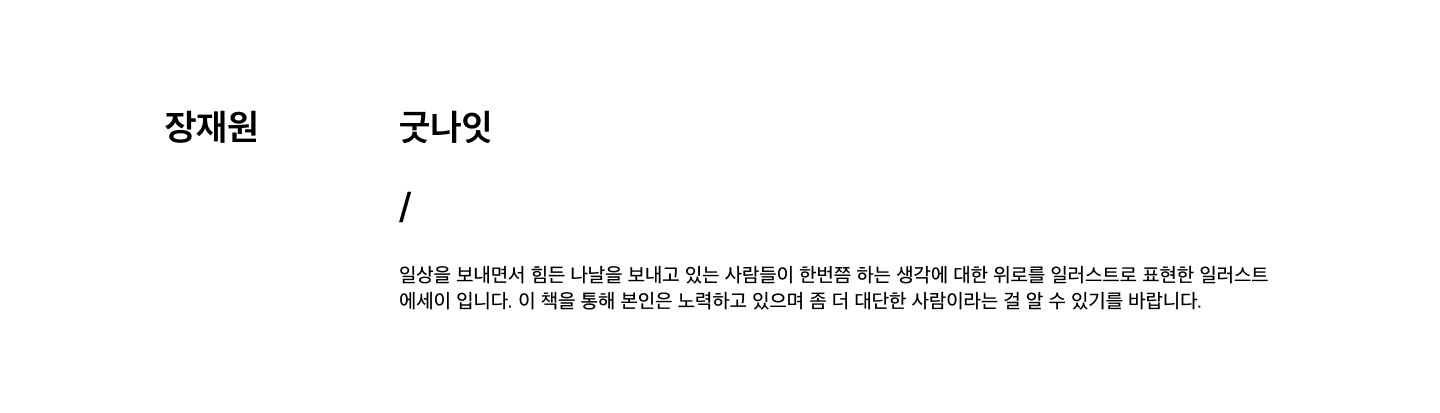 장재원
굿나잇
/
일상을 보내면서 힘든 나날을 보내고 있는 사람들이 한번쯤 하는 생각에 대한 위로를 일러스트로 표현한 일러스트
에세이 입니다. 이 책을 통해 본인은 노력하고 있으며 좀 더 대단한 사람이라는 걸 알 수 있기를 바랍니다.